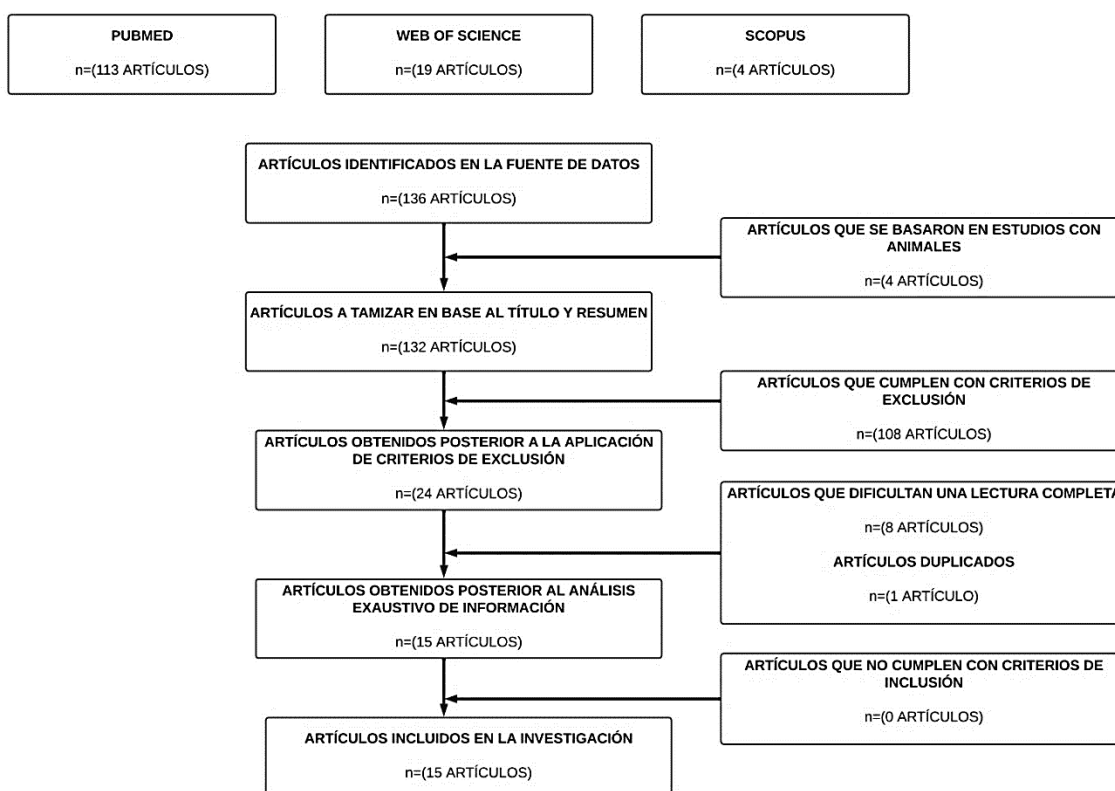 PUBMED
n=(113 ARTÍCULOS)
WEB OF SCIENCE
n=(19 ARTÍCULOS)
SCOPUS
n=(4 ARTÍCULOS)
ARTÍCULOS IDENTIFICADOS EN LA FUENTE DE DATOS
n=(136 ARTÍCULOS)
ARTÍCULOS QUE SE BASARON EN ESTUDIOS CON
ANIMALES
n=(4 ARTÍCULOS)
ARTÍCULOS A TAMIZAR EN BASE AL TÍTULO Y RESUMEN
n=(132 ARTÍCULOS)
ARTÍCULOS QUE CUMPLEN CON CRITERIOS DE
EXCLUSIÓN
n=(108 ARTÍCULOS)
ARTÍCULOS OBTENIDOS POSTERIOR A LA APLICACIÓN
DE CRITERIOS DE EXCLUSIÓN
n=(24 ARTÍCULOS)
ARTÍCULOS QUE DIFICULTAN UNA LECTURA COMPLETA
n=(8 ARTÍCULOS)
ARTÍCULOS DUPLICADOS
n=(1 ARTÍCULO)
ARTÍCULOS OBTENIDOS POSTERIOR AL ANÁLISIS
EXAUSTIVO DE INFORMACIÓN
n=(15 ARTÍCULOS)
ARTÍCULOS QUE NO CUMPLEN CON CRITERIOS DE
INCLUSIÓN
n=(0 ARTÍCULOS)
ARTÍCULOS INCLUIDOS EN LA INVESTIGACIÓN
n=(15 ARTÍCULOS)